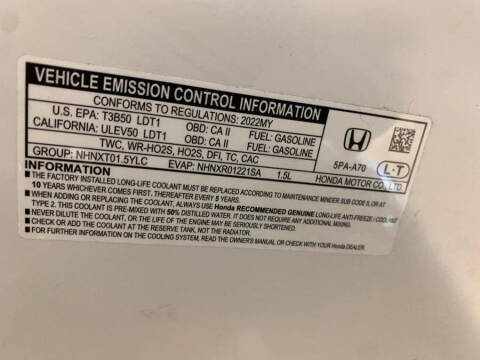 VEHICLE EMISSION CONTROL INFORMATION
CONFORMS TO REGULATIONS: 2022MY
U.S. EPA: T3B50 LDT1 OBD: CA II FUEL: GASOLINE
CALIFORNIA: ULEV50 LDT1 OBD: CA II FUEL: GASOLINE
TWC, WR-HO2S, HO2S, DFI, TC, CAC
GROUP: NHNXT01.5YLC EVAP: NHNXR01221SA 1.5L
5PA-A70
L-T
HONDA MOTOR CO., LTD.
INFORMATION
■ THE FACTORY INSTALLED LONG-LIFE COOLANT MUST BE REPLACED ACCORDING TO MAINTENANCE MINDER SUB CODE 5, OR AT
10 YEARS WHICHEVER COMES FIRST. THEREAFTER EVERY 5 YEARS.
■ WHEN ADDING OR REPLACING THE COOLANT, ALWAYS USE Honda RECOMMENDED GENUINE LONG-LIFE ANTI-FREEZE / COOLANT
TYPE 2. THIS COOLANT IS PRE-MIXED WITH 50% DISTILLED WATER. IT DOES NOT REQUIRE ANY ADDITIONAL MIXING.
■ NEVER DILUTE THE COOLANT, OR THE LIFE OF THE ENGINE MAY BE SERIOUSLY SHORTENED.
■ CHECK AND ADD COOLANT AT THE RESERVE TANK, NOT THE RADIATOR.
■ FOR FURTHER INFORMATION ON THE COOLING SYSTEM, READ THE OWNER'S MANUAL OR CHECK WITH YOUR Honda DEALER.